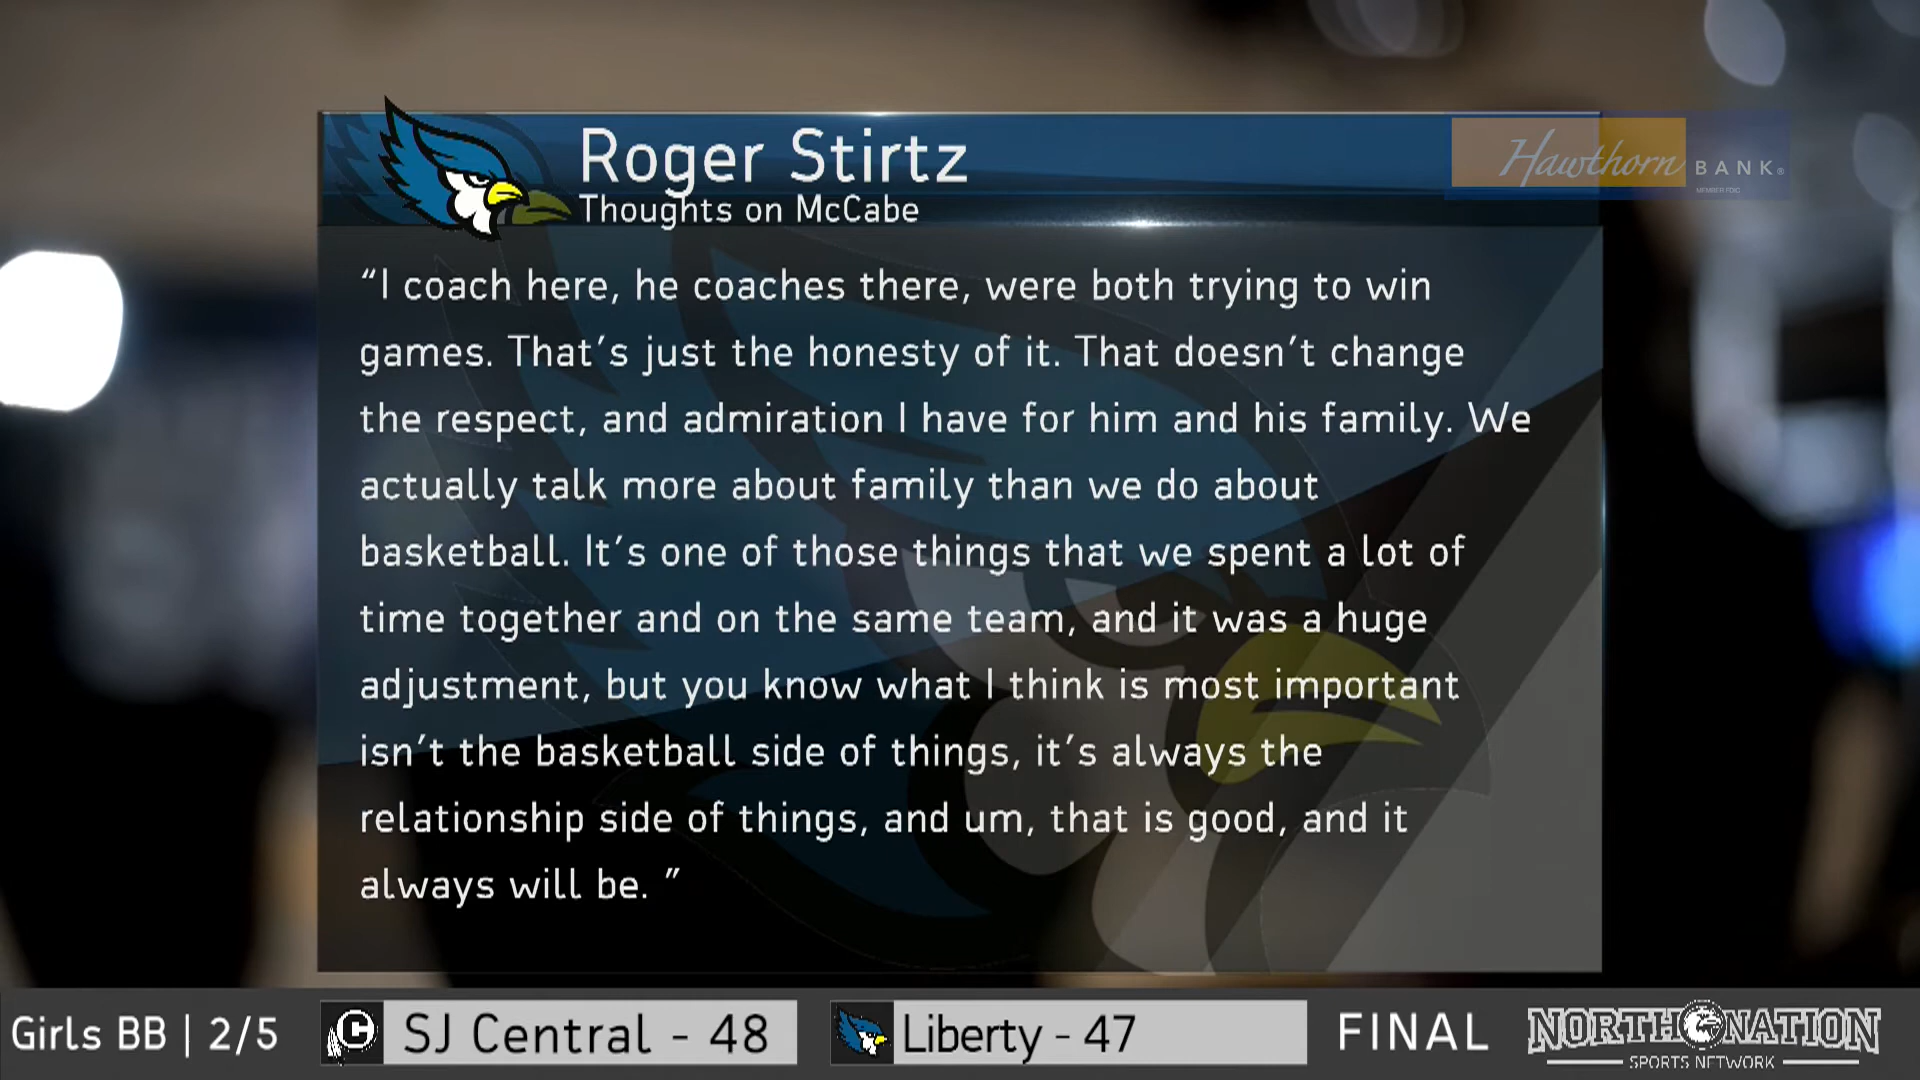 Roger Stirtz
Thoughts on McCabe
Hawthorn BANK®
MEMBER FDIC
“I coach here, he coaches there, were both trying to win
games. That’s just the honesty of it. That doesn’t change
the respect, and admiration I have for him and his family. We
actually talk more about family than we do about
basketball. It’s one of those things that we spent a lot of
time together and on the same team, and it was a huge
adjustment, but you know what I think is most important
isn’t the basketball side of things, it’s always the
relationship side of things, and um, that is good, and it
always will be. ”
Girls BB | 2/5
C
SJ Central - 48
Liberty - 47
FINAL
NORTH NATION
SPORTS NETWORK